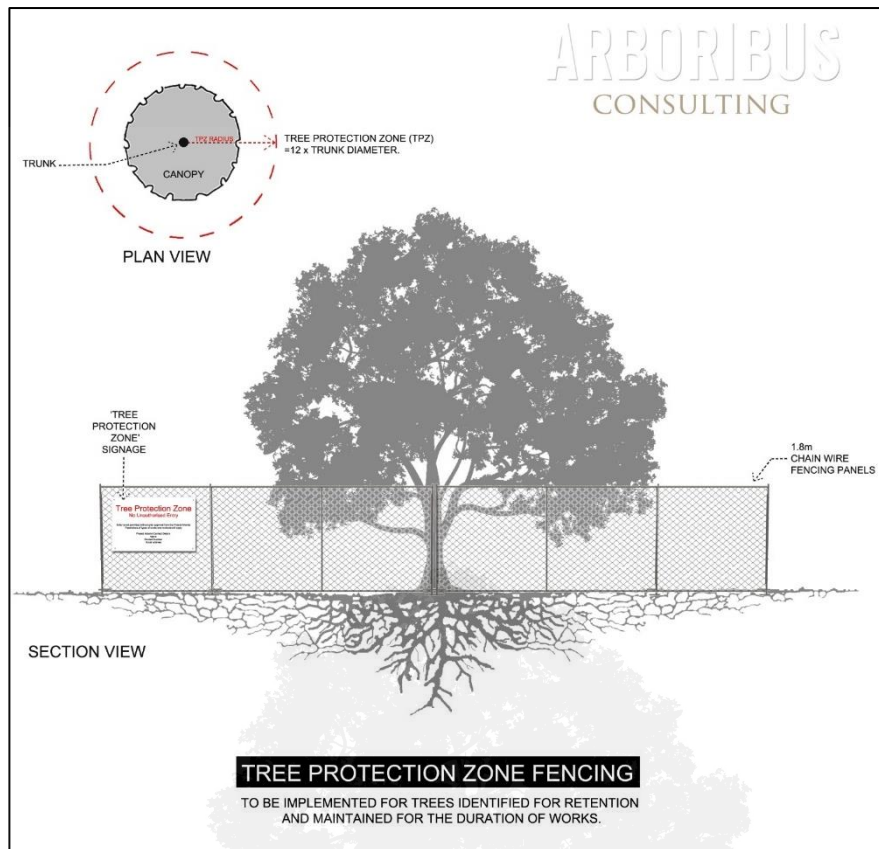 ARBORIBUS
CONSULTING
TPZ RADIUS
TREE PROTECTION ZONE (TPZ)
=12 x TRUNK DIAMETER.
TRUNK
CANOPY
PLAN VIEW
'TREE
PROTECTION
ZONE'
SIGNAGE
1.8m
CHAIN WIRE
FENCING PANELS
Tree Protection Zone
No Unauthorised Entry
SECTION VIEW
TREE PROTECTION ZONE FENCING
TO BE IMPLEMENTED FOR TREES IDENTIFIED FOR RETENTION
AND MAINTAINED FOR THE DURATION OF WORKS.